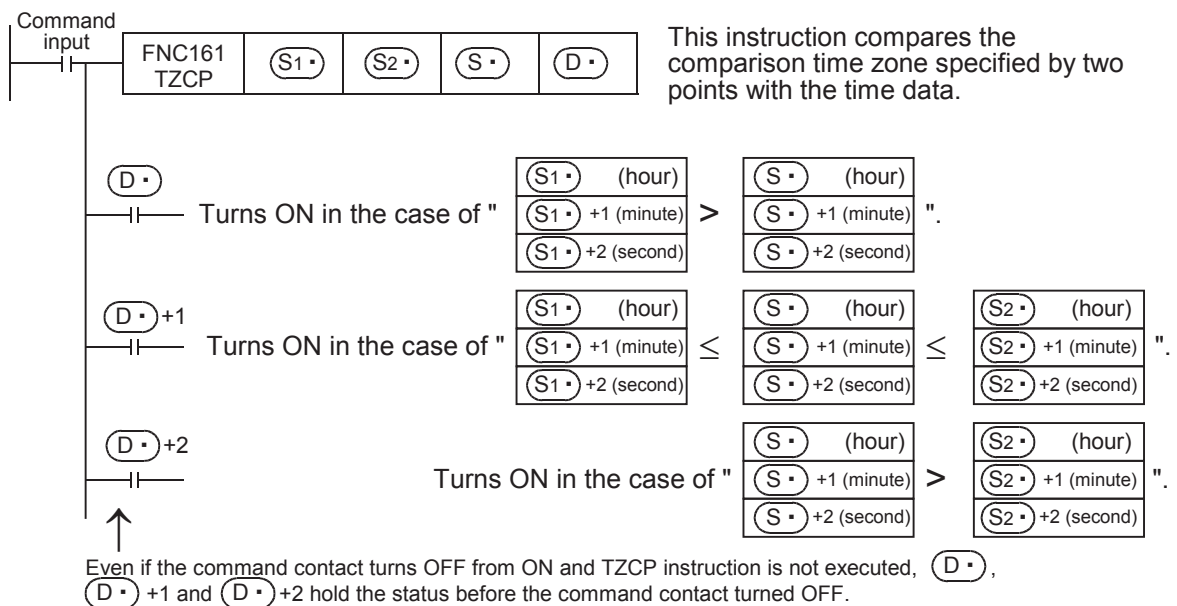 Command
input
FNC161
TZCP
S1・
S2・
S・
D・
This instruction compares the
comparison time zone specified by two
points with the time data.
D・
Turns ON in the case of "
S1・ (hour)
S1・ +1 (minute)
S1・ +2 (second)
>
S・ (hour)
S・ +1 (minute)
S・ +2 (second)
".
D・ +1
Turns ON in the case of "
S1・ (hour)
S1・ +1 (minute)
S1・ +2 (second)
≤
S・ (hour)
S・ +1 (minute)
S・ +2 (second)
≤
S2・ (hour)
S2・ +1 (minute)
S2・ +2 (second)
".
D・ +2
Turns ON in the case of "
S・ (hour)
S・ +1 (minute)
S・ +2 (second)
>
S2・ (hour)
S2・ +1 (minute)
S2・ +2 (second)
".
Even if the command contact turns OFF from ON and TZCP instruction is not executed, D・ ,
D・ +1 and D・ +2 hold the status before the command contact turned OFF.